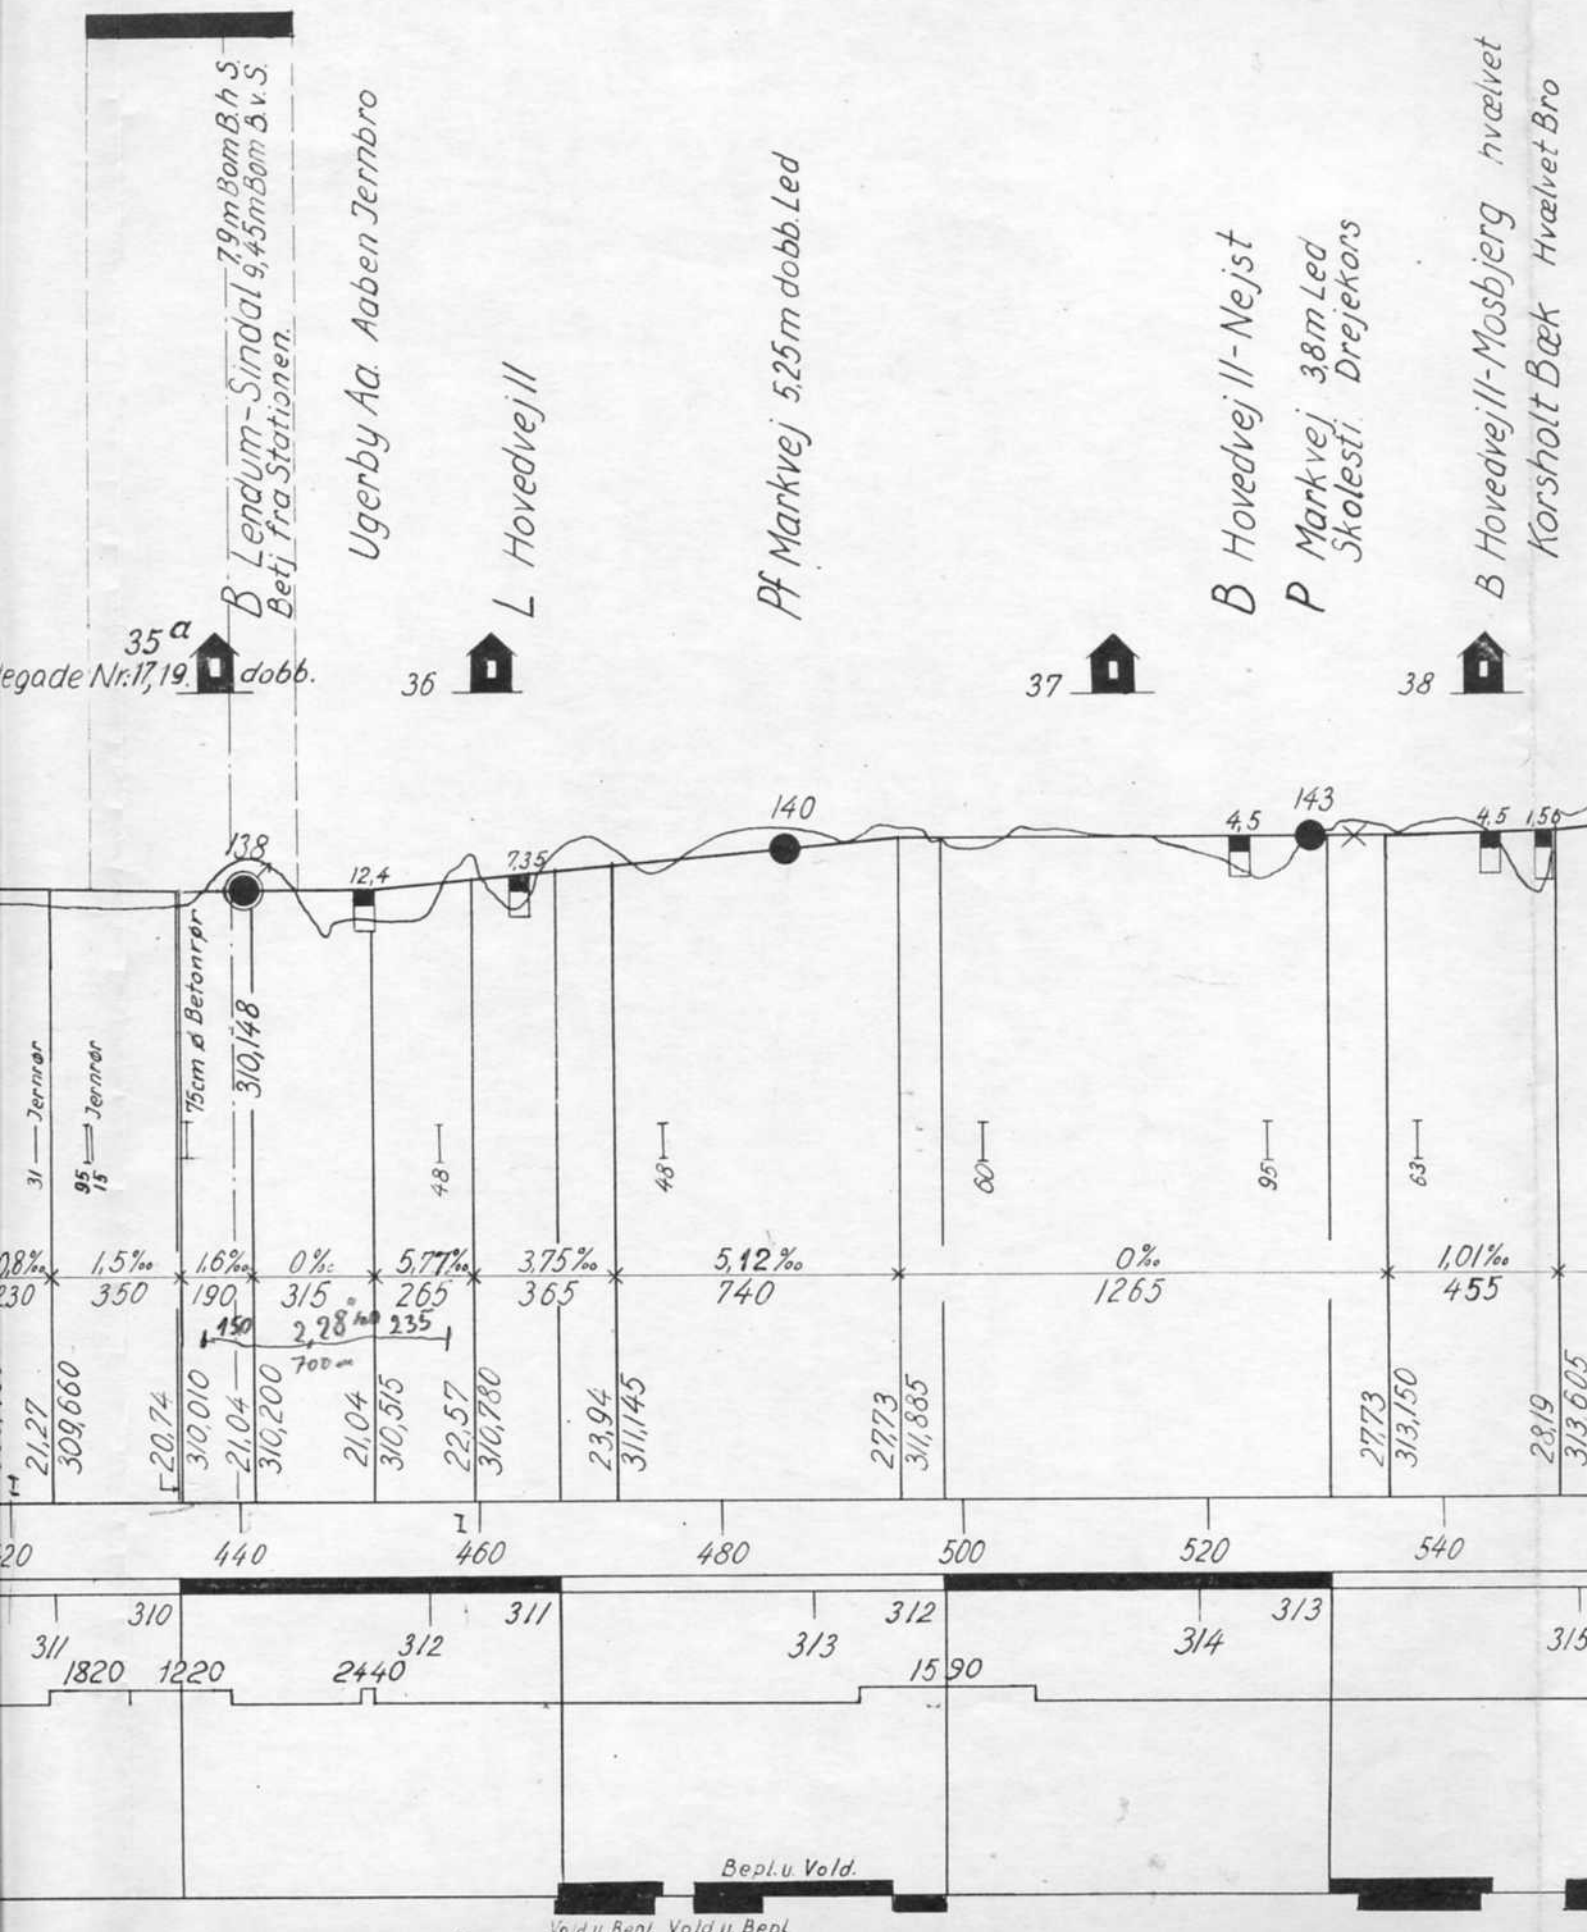 7,9m Bom B.h S.
B Lendum-Sindal 9,45m Bom B.v.S.
Betj. fra Stationen.
Ugerby Aa. Aaben Jernbro
L Hovedvej II
Pf Markvej 5,25m dobb. Led
B Hovedvej II-Nejst
P Markvej 3,8m Led
Skolesti. Drejekors
B Hovedvej II-Mosbjerg hvælvet
Korsholt Bæk Hvælvet Bro
35a
egade Nr.17,19. dobb.
36
37
38
138
12,4
7,35
140
4,5
143
4,5
1,56
31 Jernrør
95 Jernrør
15
75cm ø Betonrør
310,148
48
48
60
95
63
0,8‰ 1,5‰ 1,6‰ 0‰ 5,77‰ 3,75‰ 5,12‰ 0‰ 1,01‰
230 350 190 315 265 365 740 1265 455
150 2,28 235
700
21,27
309,660
20,74
310,010
21,04
310,200
21,04
310,515
22,57
310,780
23,94
311,145
27,73
311,885
27,73
313,150
28,19
313,605
I
20 440 460 480 500 520 540
310 311 312 313
311 312 313 314 315
1820 1220 2440 1590
Bepl. u. Vold.
Vold u. Bepl. Vold u. Bepl.